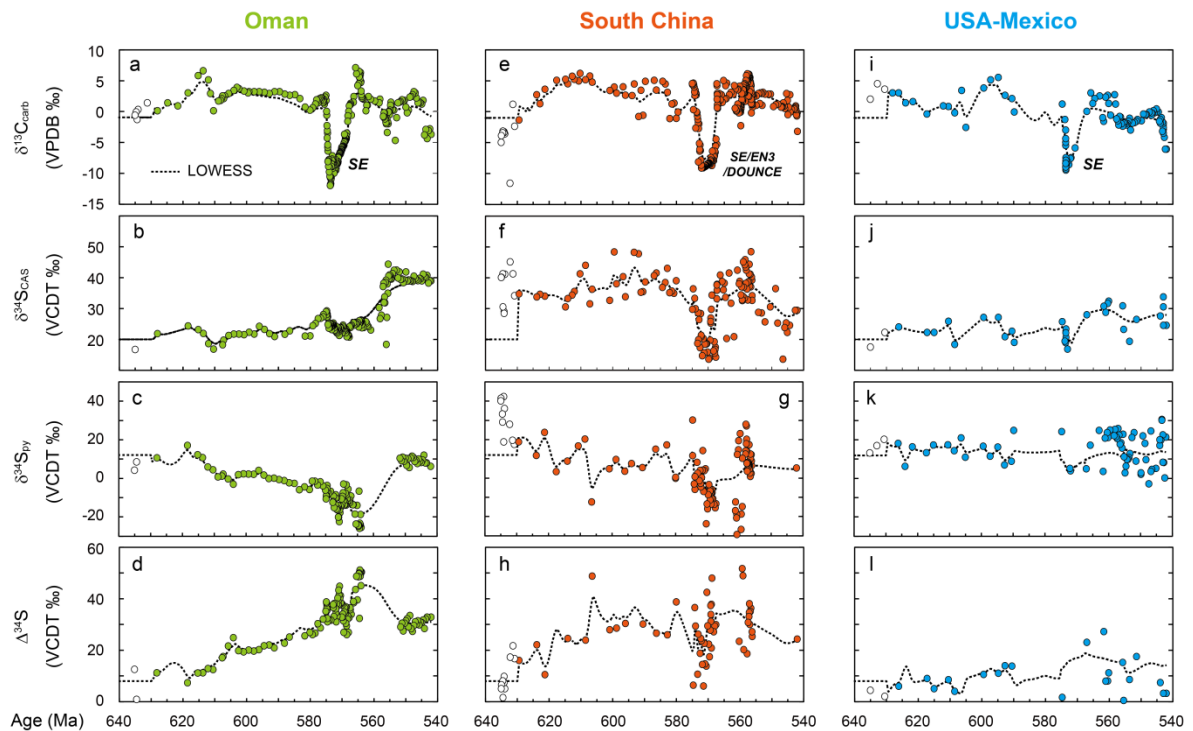 Oman South China USA-Mexico
10
5
0
-5
-10
-15
δ¹³Ccarb
(VPDB ‰)
a
LOWESS
SE
e
SE/EN3
/DOUNCE
i
SE
50
40
30
20
δ³⁴SCAS
(VCDT ‰)
b
f
j
40
20
0
-20
δ³⁴Spy
(VCDT ‰)
c
g
k
60
40
20
0
Δ³⁴S
(VCDT ‰)
d
h
l
Age (Ma) 640 620 600 580 560 540 640 620 600 580 560 540 640 620 600 580 560 540